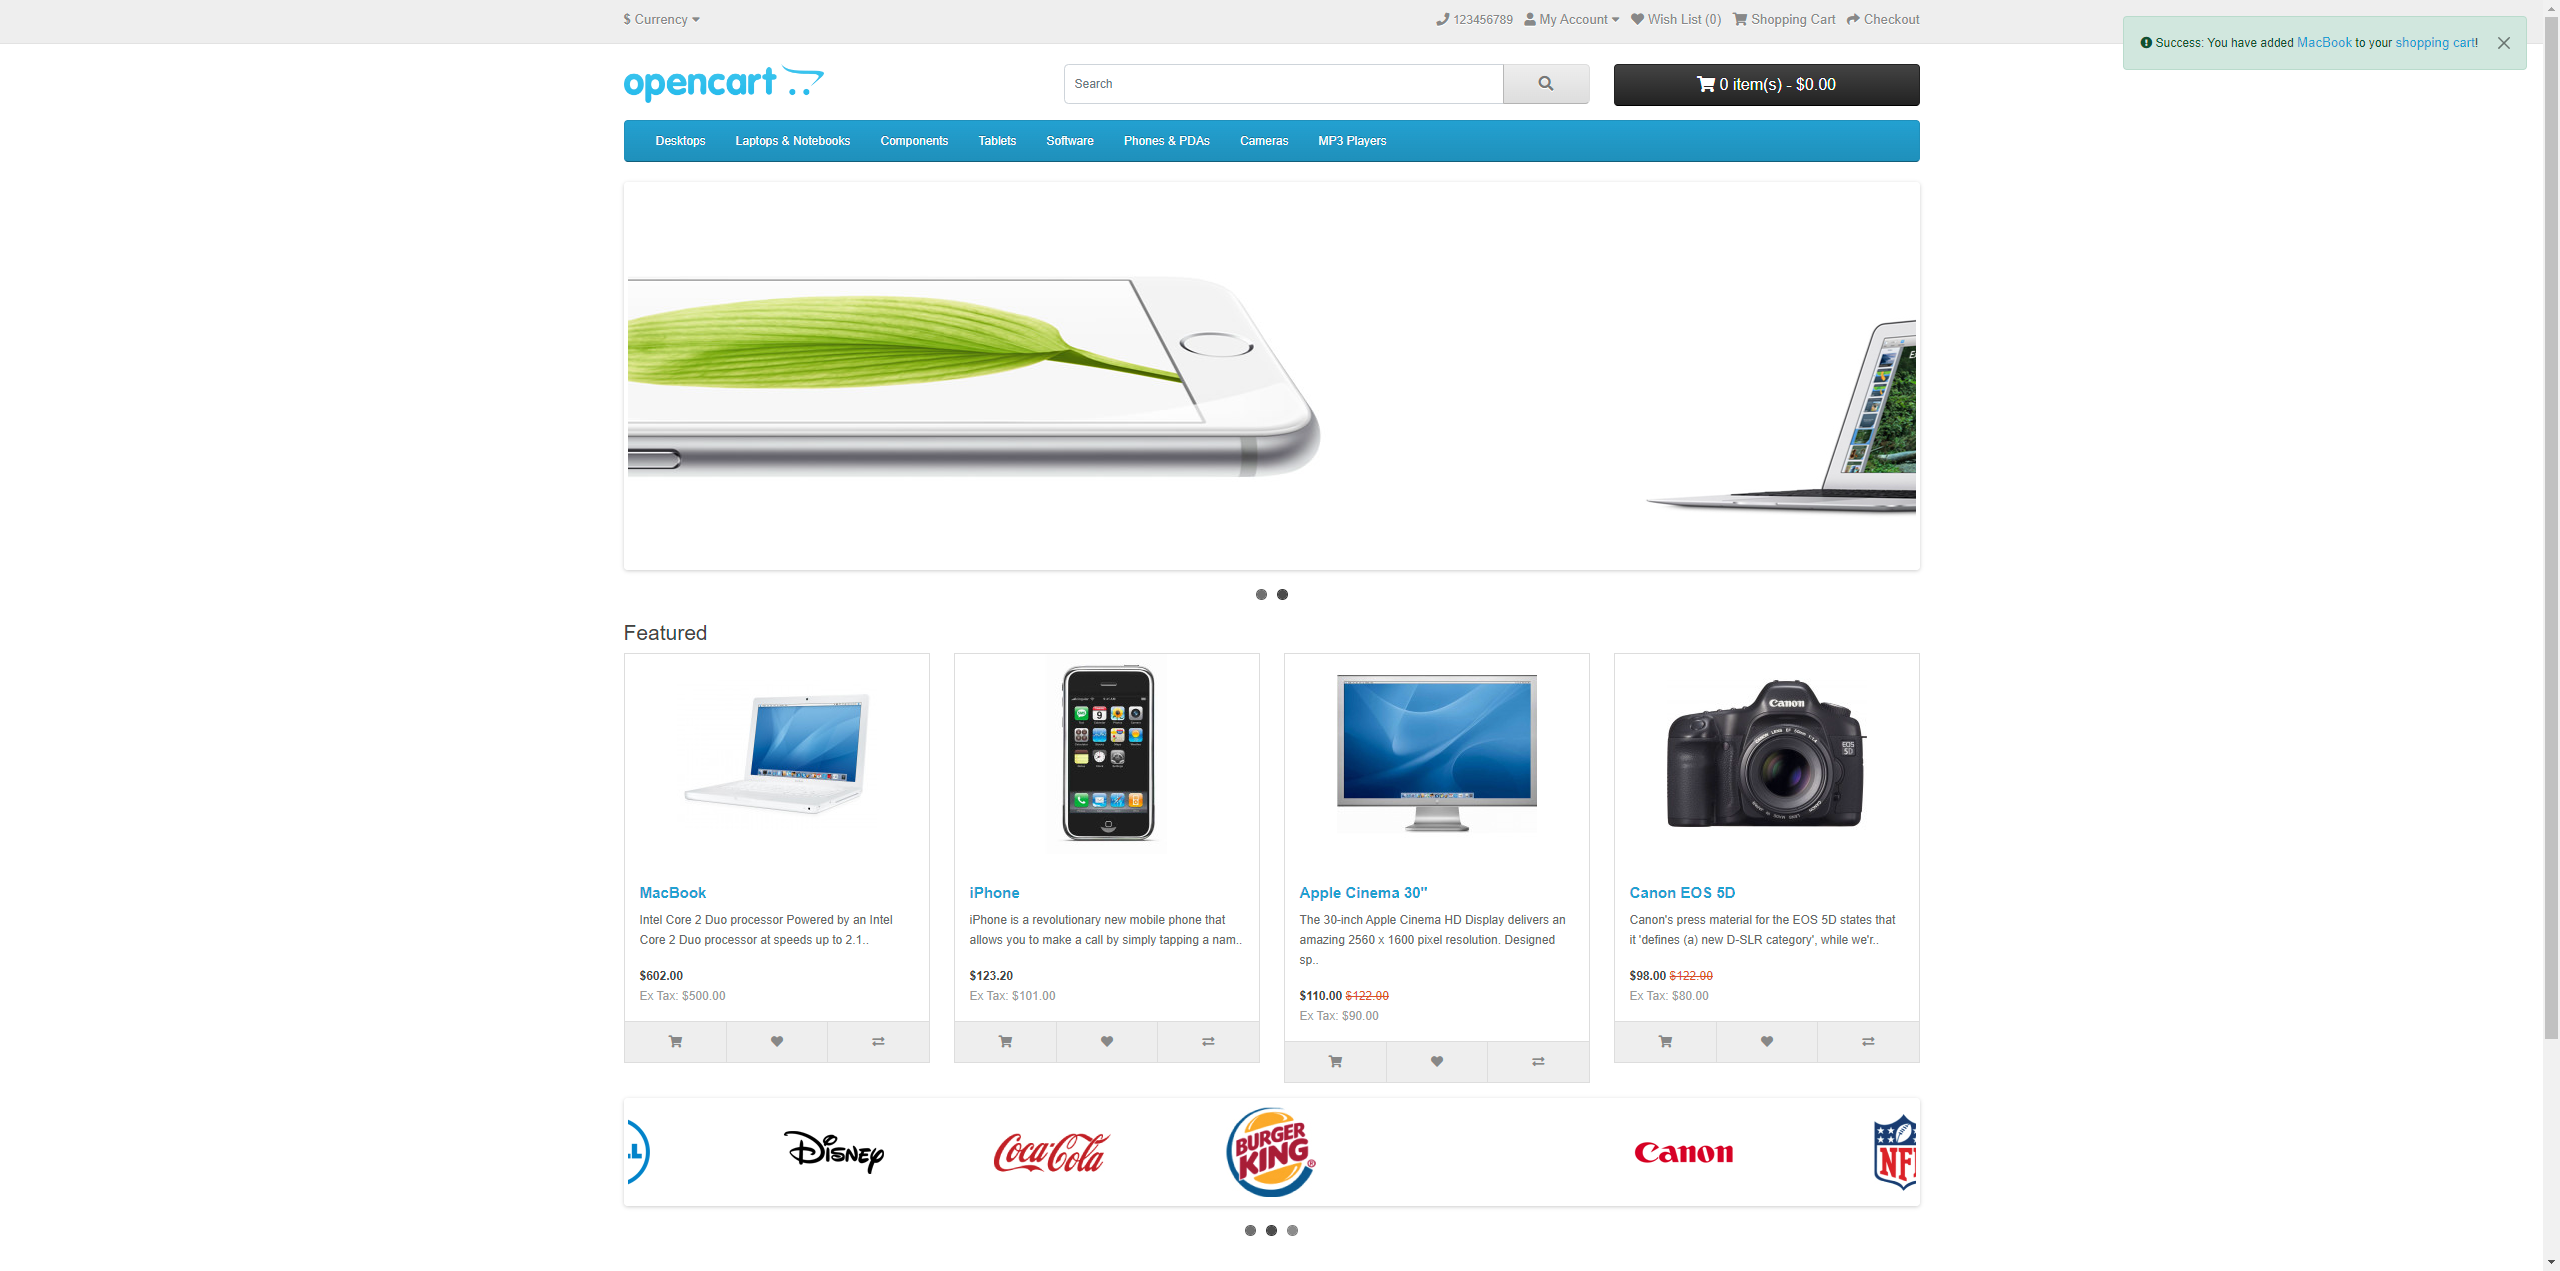 $ Currency
123456789 My Account Wish List (0) Shopping Cart Checkout
Success: You have added MacBook to your shopping cart!
opencart
Search
0 item(s) - $0.00
Desktops Laptops & Notebooks Components Tablets Software Phones & PDAs Cameras MP3 Players
Featured
Canon
EOS 5D
MacBook
Intel Core 2 Duo processor Powered by an Intel
Core 2 Duo processor at speeds up to 2.1..
$602.00
Ex Tax: $500.00
iPhone
iPhone is a revolutionary new mobile phone that
allows you to make a call by simply tapping a nam..
$123.20
Ex Tax: $101.00
Apple Cinema 30"
The 30-inch Apple Cinema HD Display delivers an
amazing 2560 x 1600 pixel resolution. Designed
sp..
$110.00 $122.00
Ex Tax: $90.00
Canon EOS 5D
Canon's press material for the EOS 5D states that
it 'defines (a) new D-SLR category', while we'r..
$98.00 $122.00
Ex Tax: $80.00
Disney
Coca-Cola
BURGER
KING
Canon